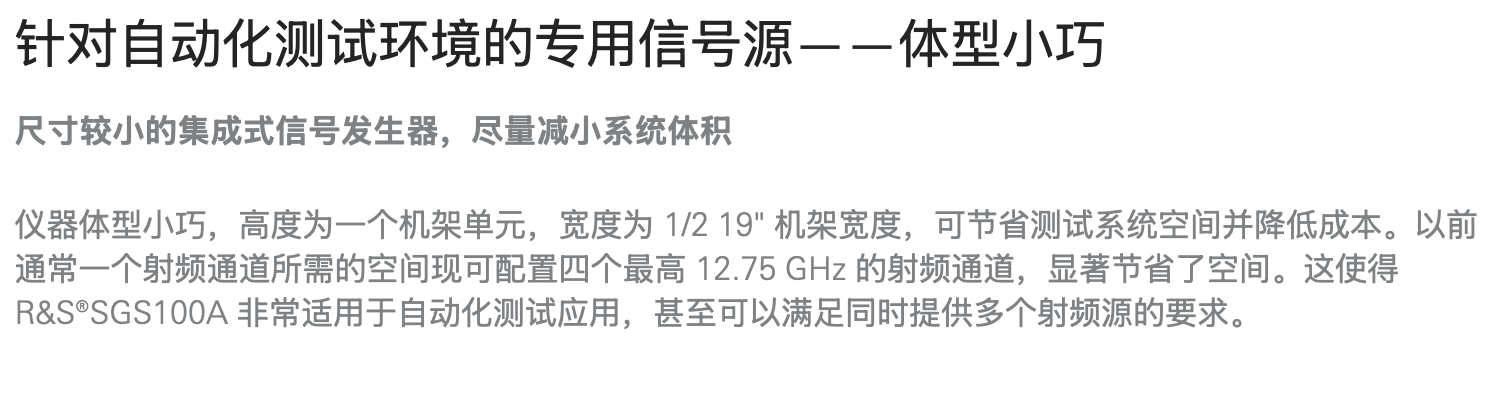 针对自动化测试环境的专用信号源——体型小巧
尺寸较小的集成式信号发生器，尽量减小系统体积
仪器体型小巧，高度为一个机架单元，宽度为 1/2 19" 机架宽度，可节省测试系统空间并降低成本。以前
通常一个射频通道所需的空间现可配置四个最高 12.75 GHz 的射频通道，显著节省了空间。这使得
R&S®SGS100A 非常适用于自动化测试应用，甚至可以满足同时提供多个射频源的要求。